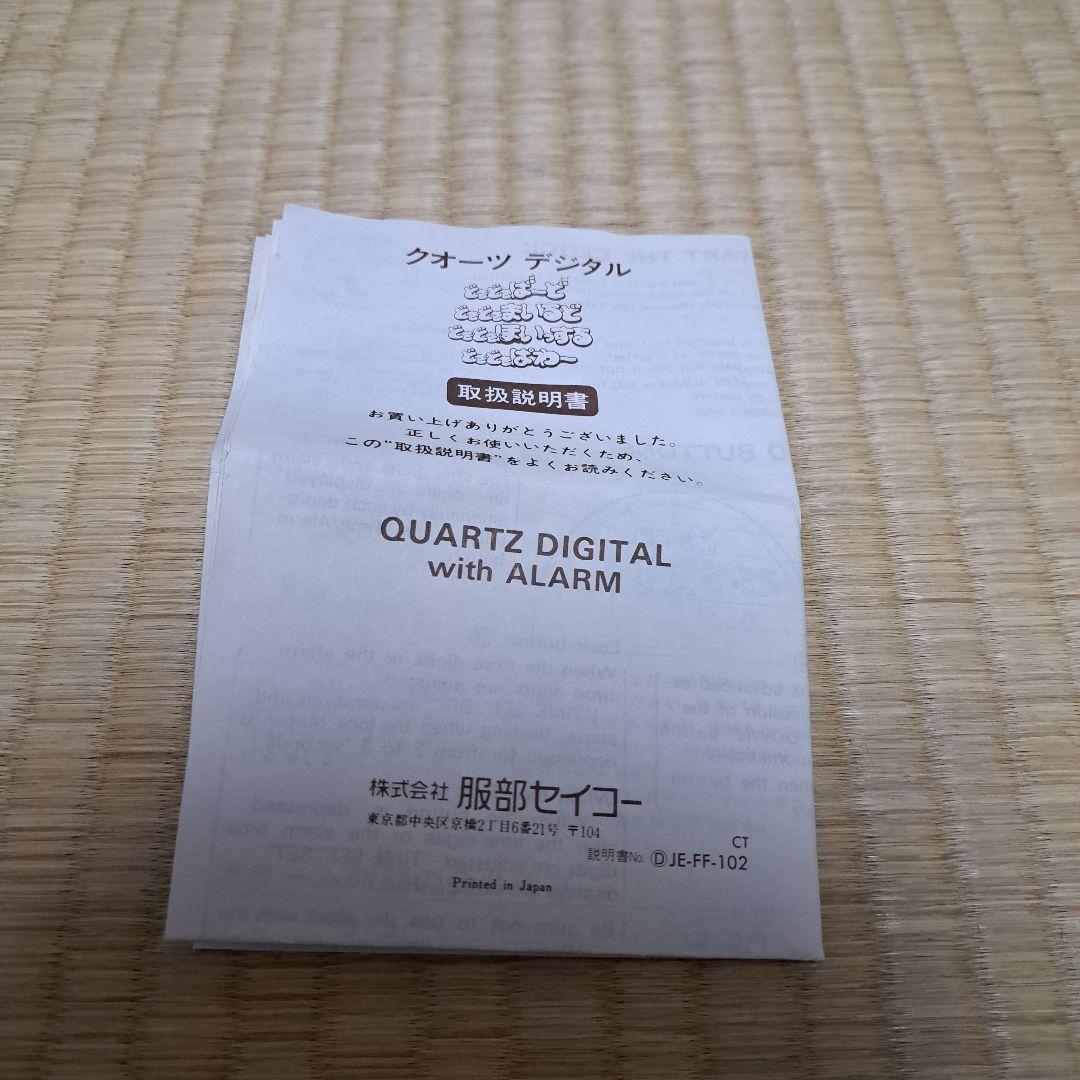 クオーツ デジタル
どきどきばーど
どきどきまいるど
どきどきほいっする
どきどきぱわー
取扱説明書
お買い上げありがとうございました。
正しくお使いいただくため、
この"取扱説明書"をよくお読みください。
QUARTZ DIGITAL
with ALARM
株式会社 服部セイコー
東京都中央区京橋2丁目6番21号 〒104
CT
説明書No. Ⓓ JE-FF-102
Printed in Japan